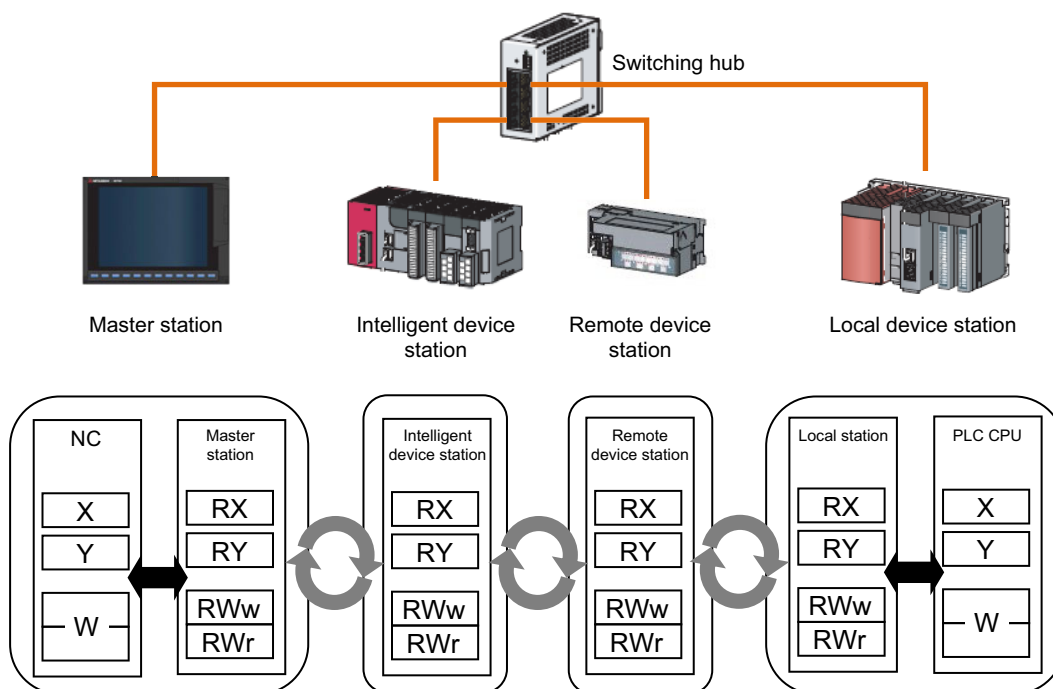 Switching hub
Master station
Intelligent device
station
Remote device
station
Local device station
NC
X
Y
W
Master
station
RX
RY
RWw
RWr
Intelligent
device station
RX
RY
RWw
RWr
Remote
device station
RX
RY
RWw
RWr
Local station
RX
RY
RWw
RWr
PLC CPU
X
Y
W